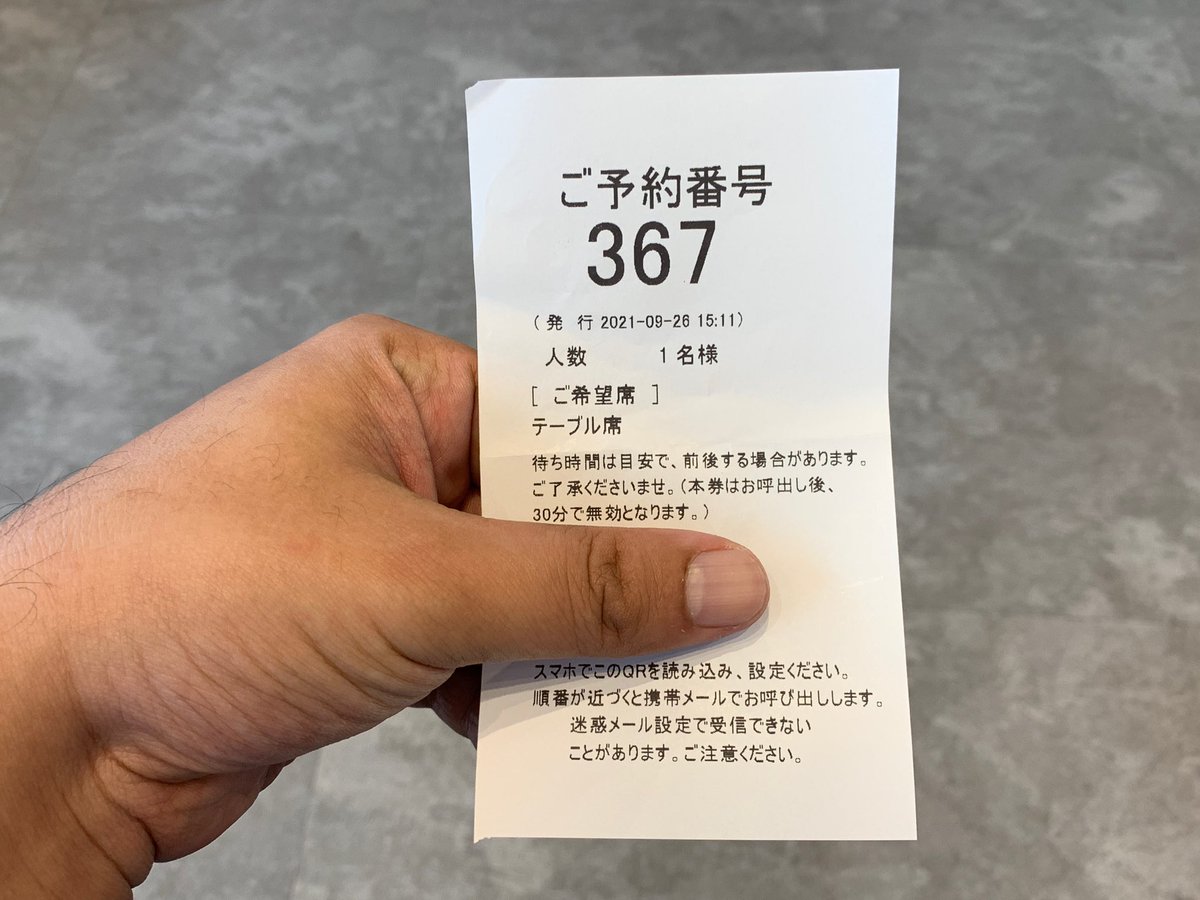 ご予約番号
367
(発 行 2021-09-26 15:11)
人数 1 名様
[ ご希望席 ]
テーブル席
待ち時間は目安で、前後する場合があります。
ご了承くださいませ。(本券はお呼出し後、
30分で無効となります。)
スマホでこのQRを読み込み、設定ください。
順番が近づくと携帯メールでお呼び出しします。
迷惑メール設定で受信できない
ことがあります。ご注意ください。